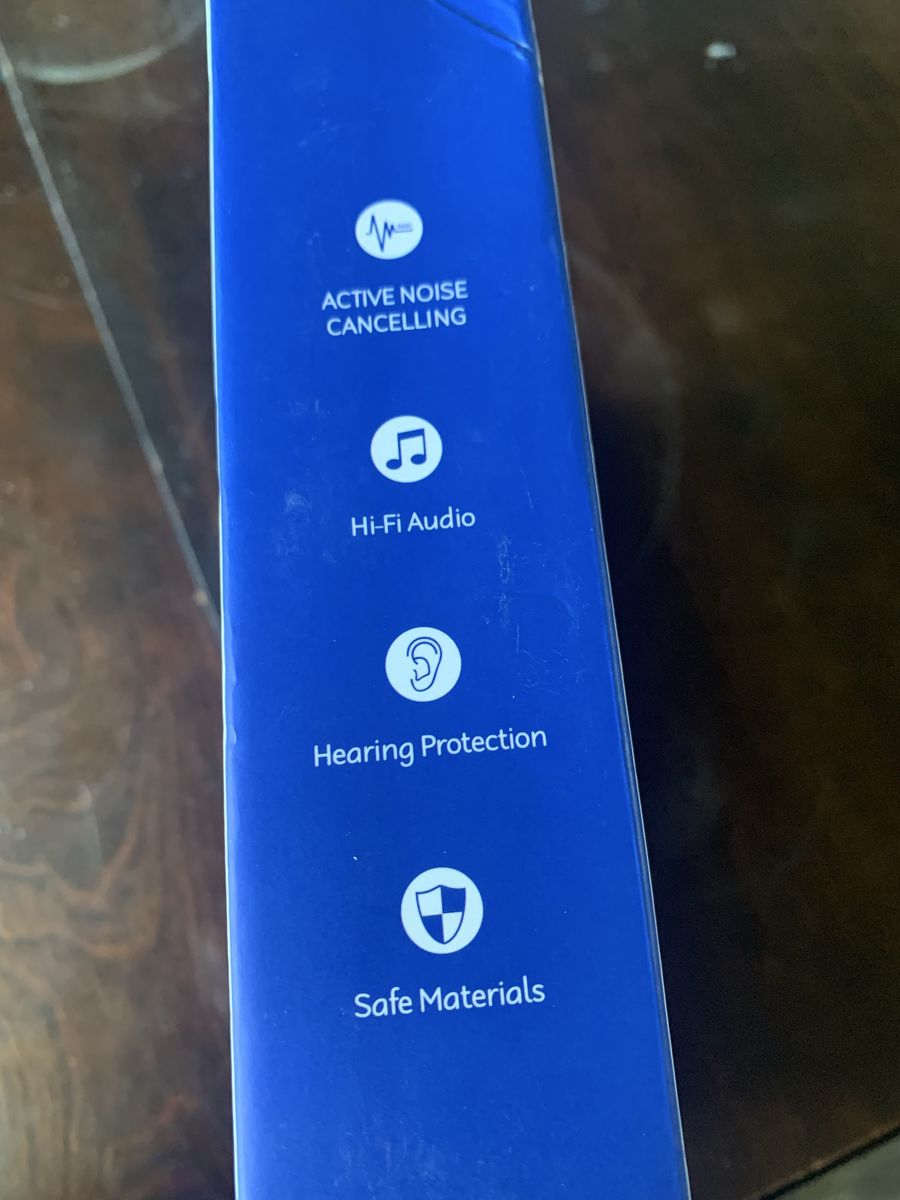 ACTIVE NOISE
CANCELLING
Hi-Fi Audio
Hearing Protection
Safe Materials